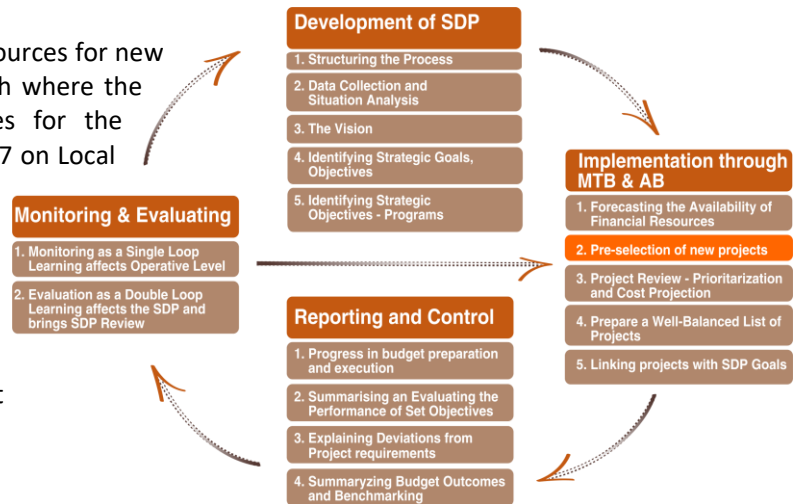 ources for new
h where the
es for the
7 on Local
t
Development of SDP
1. Structuring the Process
2. Data Collection and
Situation Analysis
3. The Vision
4. Identifying Strategic Goals,
Objectives
5. Identifying Strategic
Objectives - Programs
Implementation through
MTB & AB
1. Forecasting the Availability of
Financial Resources
2. Pre-selection of new projects
3. Project Review - Prioritarization
and Cost Projection
4. Prepare a Well-Balanced List of
Projects
5. Linking projects with SDP Goals
Reporting and Control
1. Progress in budget preparation
and execution
2. Summarising an Evaluating the
Performance of Set Objectives
3. Explaining Deviations from
Project requirements
4. Summaryzing Budget Outcomes
and Benchmarking
Monitoring & Evaluating
1. Monitoring as a Single Loop
Learning affects Operative Level
2. Evaluation as a Double Loop
Learning affects the SDP and
brings SDP Review